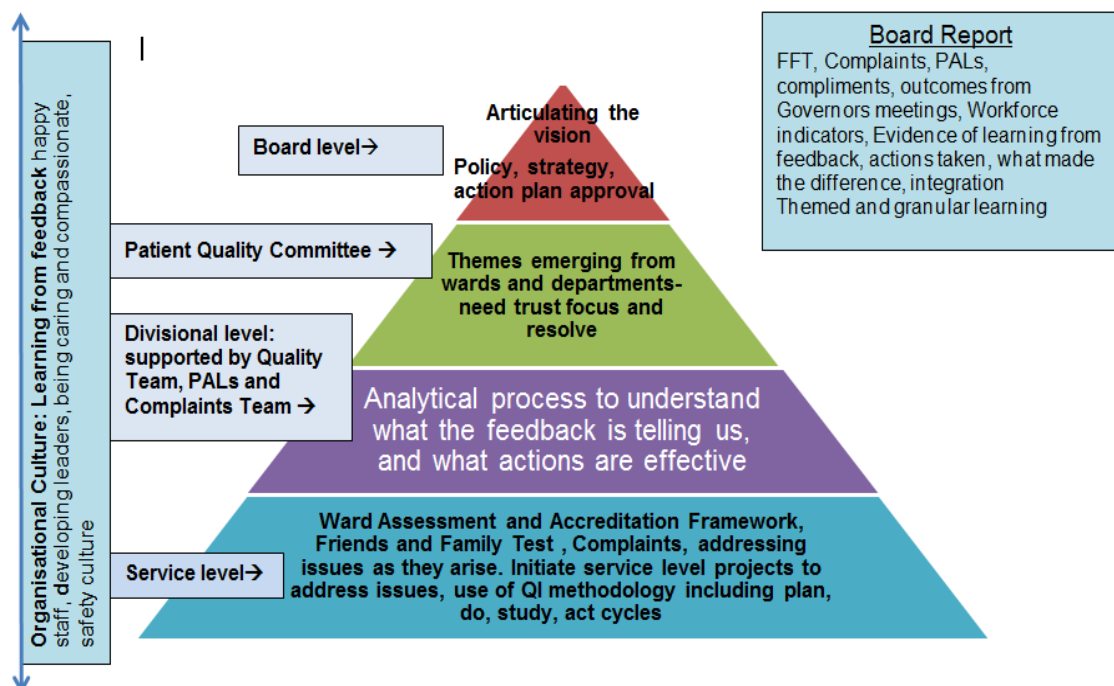 Organisational Culture: Learning from feedback happy
staff, developing leaders, being caring and compassionate,
safety culture
Board level→
Patient Quality Committee →
Divisional level:
supported by Quality
Team, PALs and
Complaints Team →
Service level→
Articulating the
vision
Policy, strategy,
action plan approval
Themes emerging from
wards and departments-
need trust focus and
resolve
Analytical process to understand
what the feedback is telling us,
and what actions are effective
Ward Assessment and Accreditation Framework,
Friends and Family Test , Complaints, addressing
issues as they arise. Initiate service level projects to
address issues, use of QI methodology including plan,
do, study, act cycles
Board Report
FFT, Complaints, PALs,
compliments, outcomes from
Governors meetings, Workforce
indicators, Evidence of learning from
feedback, actions taken, what made
the difference, integration
Themed and granular learning